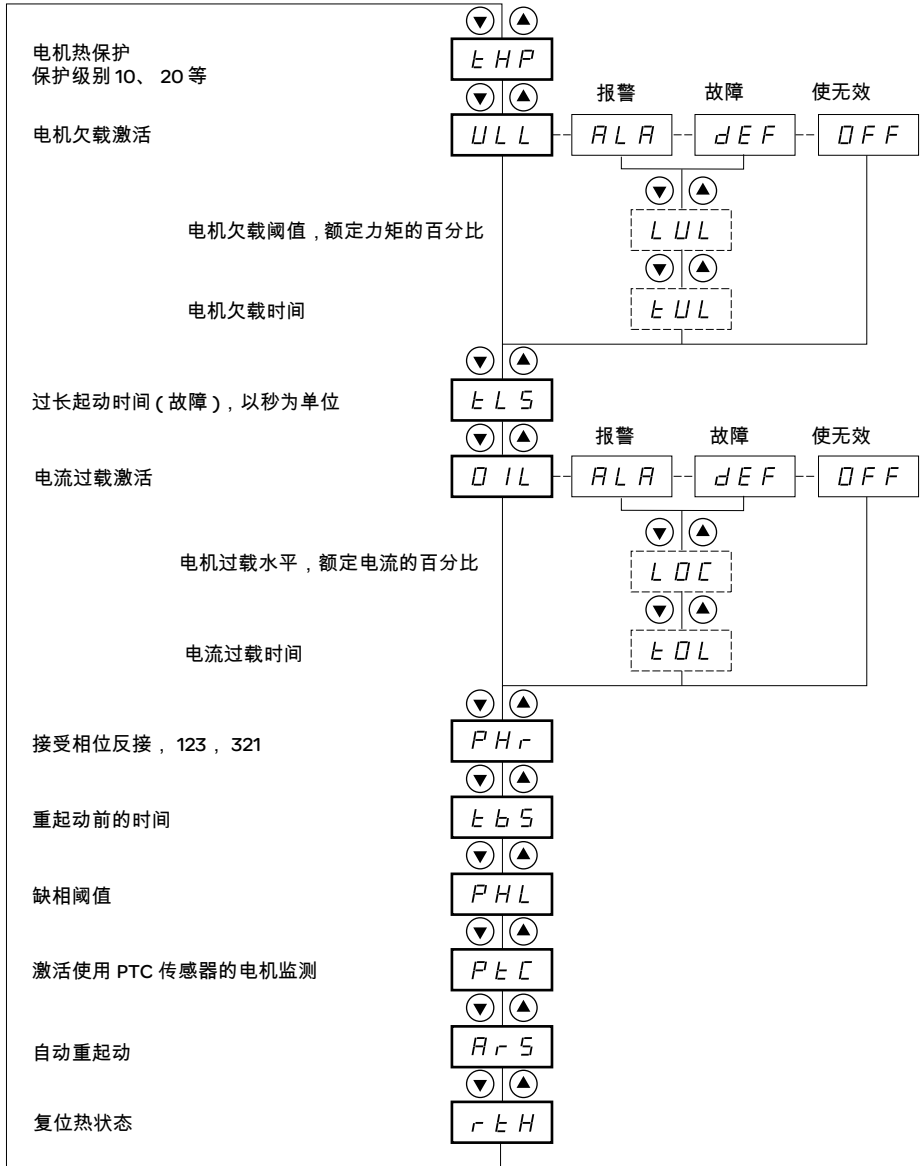 电机热保护
保护级别 10、 20 等
tHP
报警 故障 使无效
电机欠载激活 ULL ALA dEF OFF
电机欠载阈值 , 额定力矩的百分比 LUL
电机欠载时间 tUL
过长起动时间 ( 故障 ) , 以秒为单位 tLS
报警 故障 使无效
电流过载激活 OIL ALA dEF OFF
电机过载水平 , 额定电流的百分比 LOC
电流过载时间 tOL
接受相位反接 , 123 , 321 PHr
重起动前的时间 tbS
缺相阈值 PHL
激活使用 PTC 传感器的电机监测 PtC
自动重起动 ArS
复位热状态 rtH